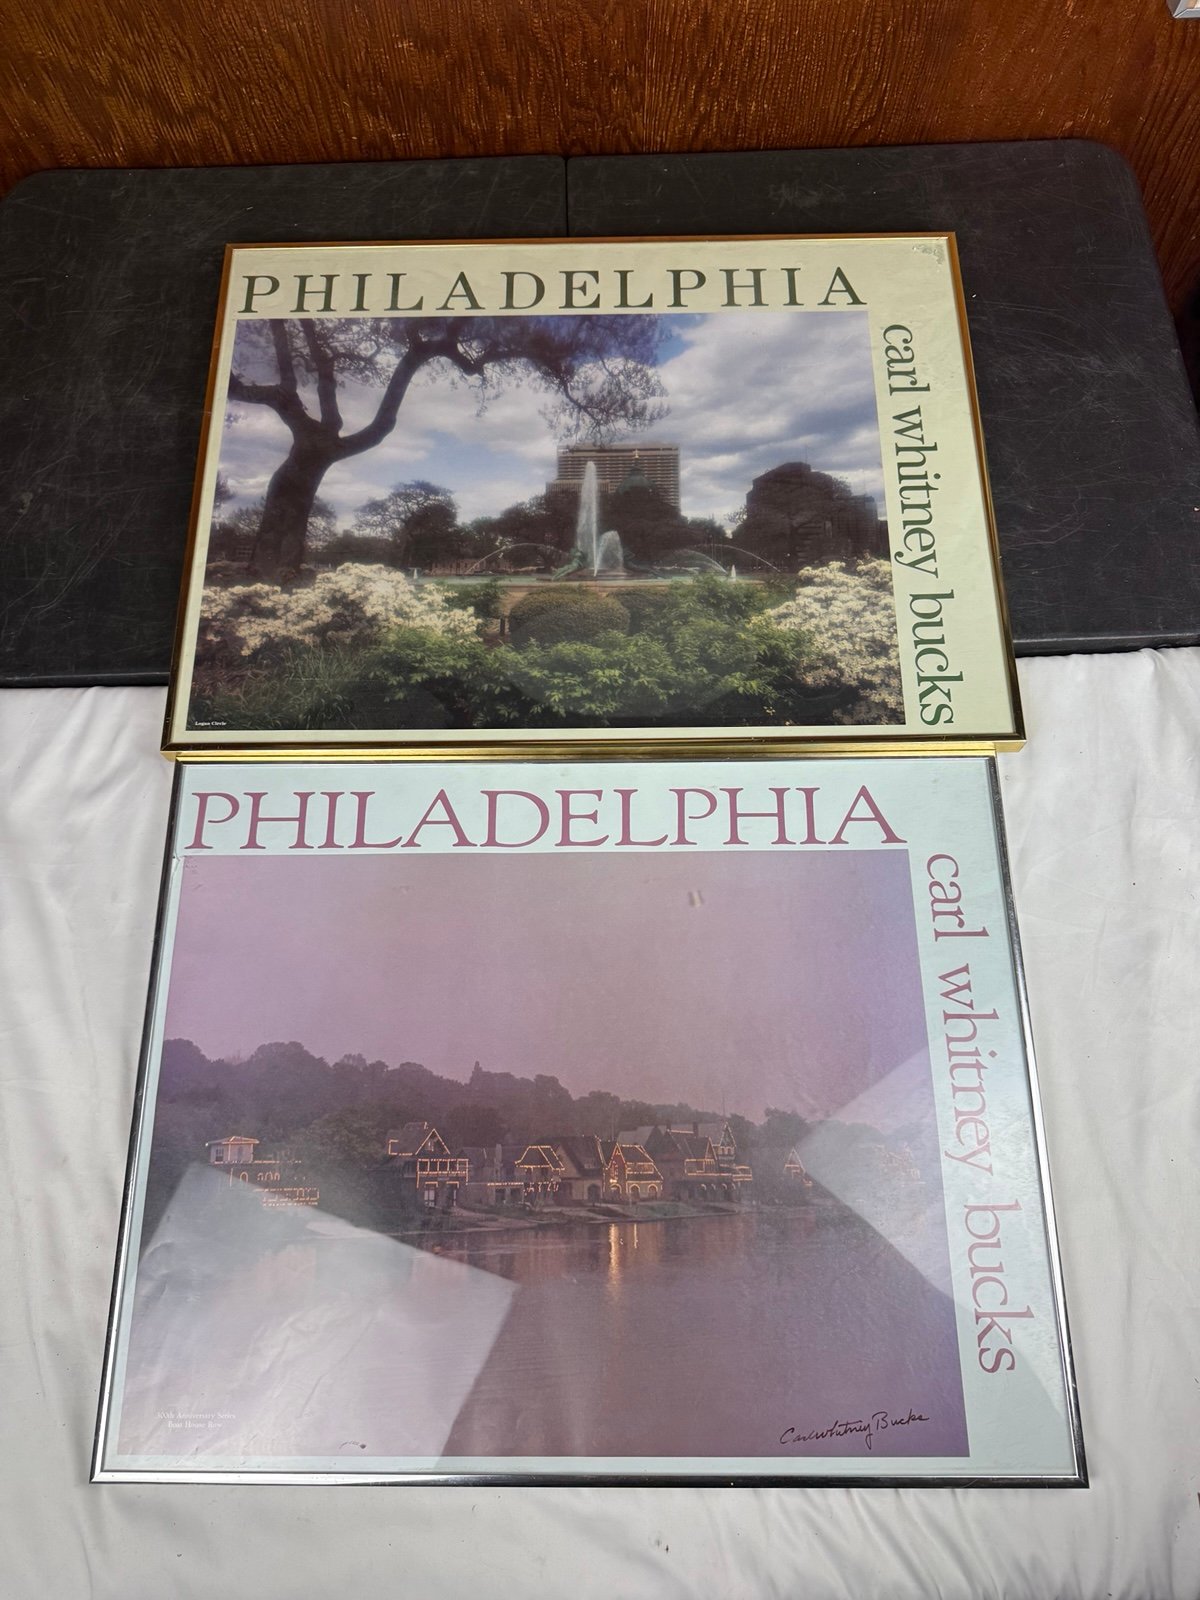 PHILADELPHIA
carl whitney bucks
Logan Circle
PHILADELPHIA
carl whitney bucks
300th Anniversary Series
Boat House Row
Carl Whitney Bucks